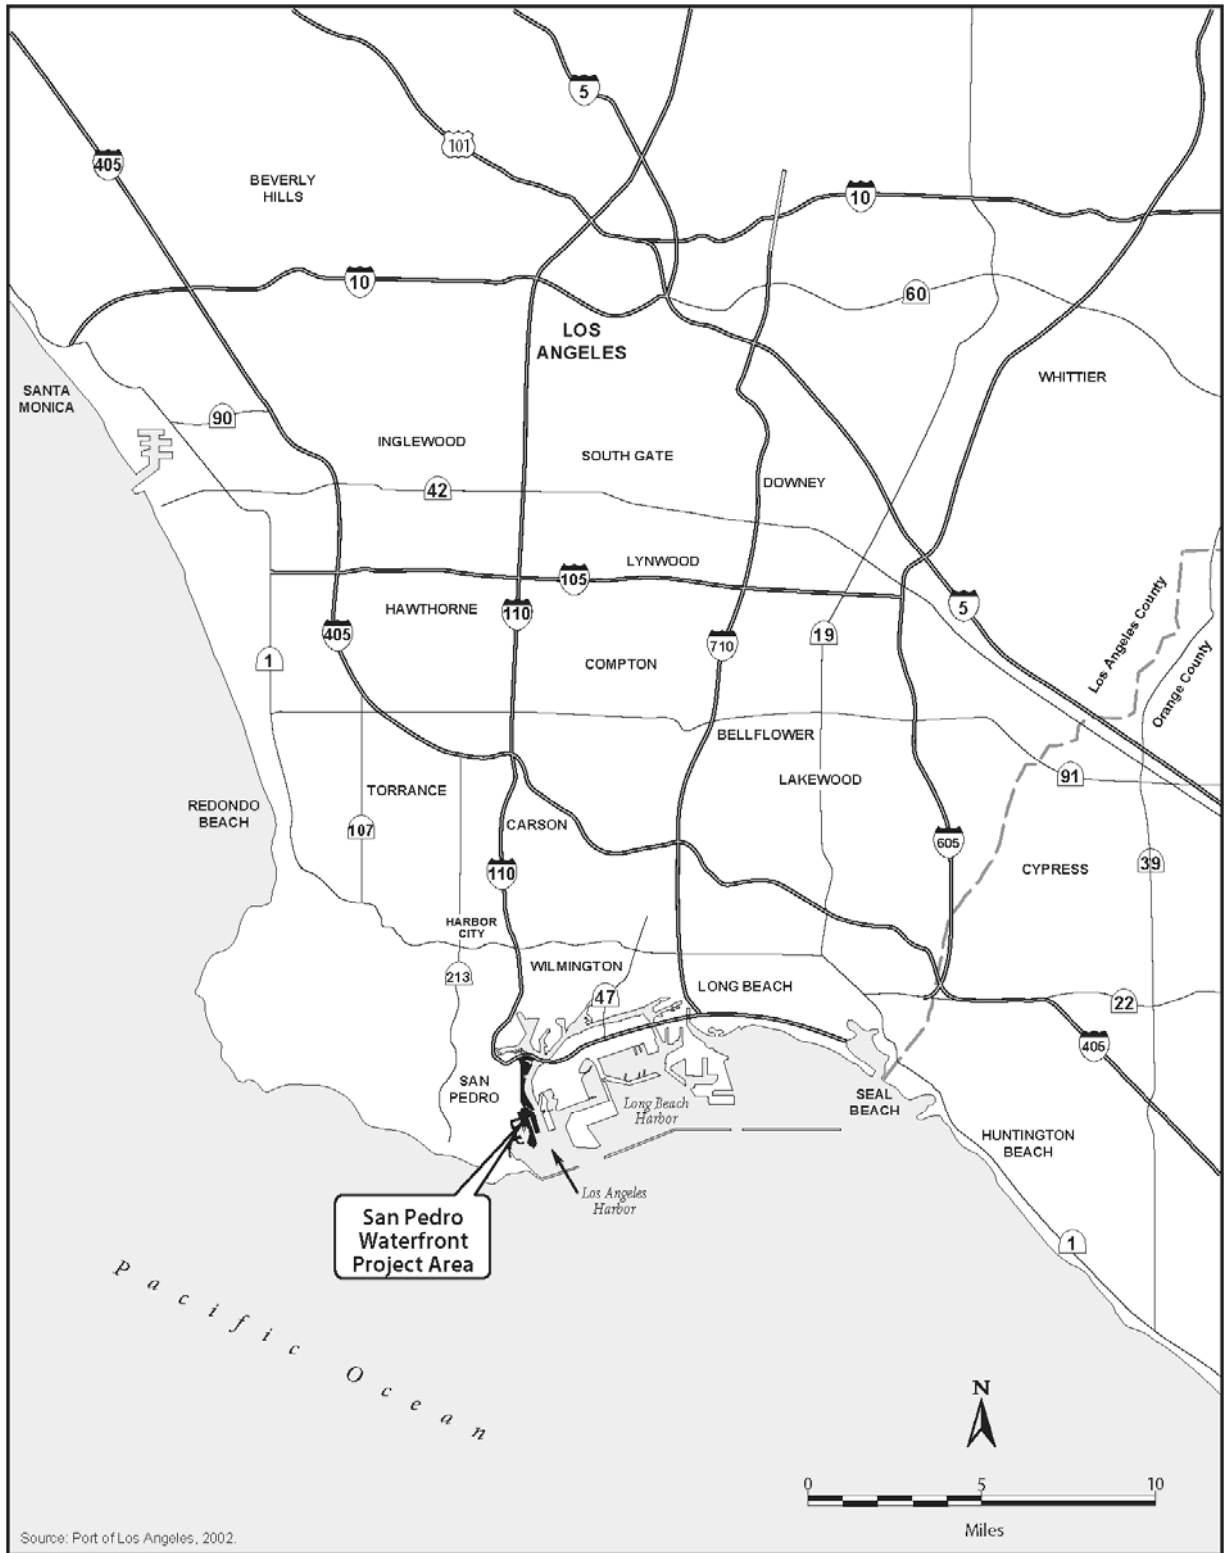 5
101
405
BEVERLY
HILLS
10
10
60
LOS
ANGELES
WHITTIER
SANTA
MONICA
90
INGLEWOOD
SOUTH GATE
42
DOWNEY
LYNWOOD
105
HAWTHORNE
110
5
405
19
710
Los Angeles County
Orange County
1
COMPTON
BELLFLOWER
91
LAKEWOOD
TORRANCE
REDONDO
BEACH
107
CARSON
605
39
CYPRESS
110
HARBOR
CITY
WILMINGTON
213
47
LONG BEACH
22
405
SAN
PEDRO
Long Beach
Harbor
SEAL
BEACH
HUNTINGTON
BEACH
Los Angeles
Harbor
San Pedro
Waterfront
Project Area
1
Pacific Ocean
N
0 5 10
Miles
Source: Port of Los Angeles, 2002.